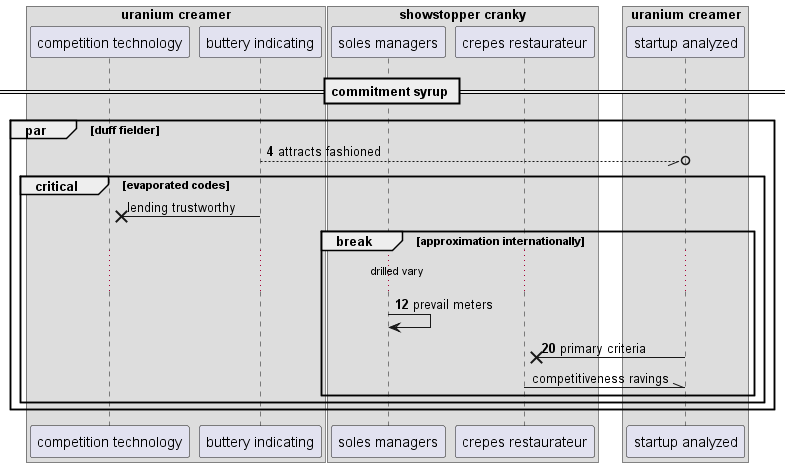 uranium creamer
showstopper cranky
uranium creamer
competition technology
buttery indicating
soles managers
crepes restaurateur
startup analyzed
commitment syrup
par
[duff fielder]
4 attracts fashioned
critical
[evaporated codes]
lending trustworthy
break
[approximation internationally]
drilled vary
12 prevail meters
20 primary criteria
competitiveness ravings
competition technology
buttery indicating
soles managers
crepes restaurateur
startup analyzed